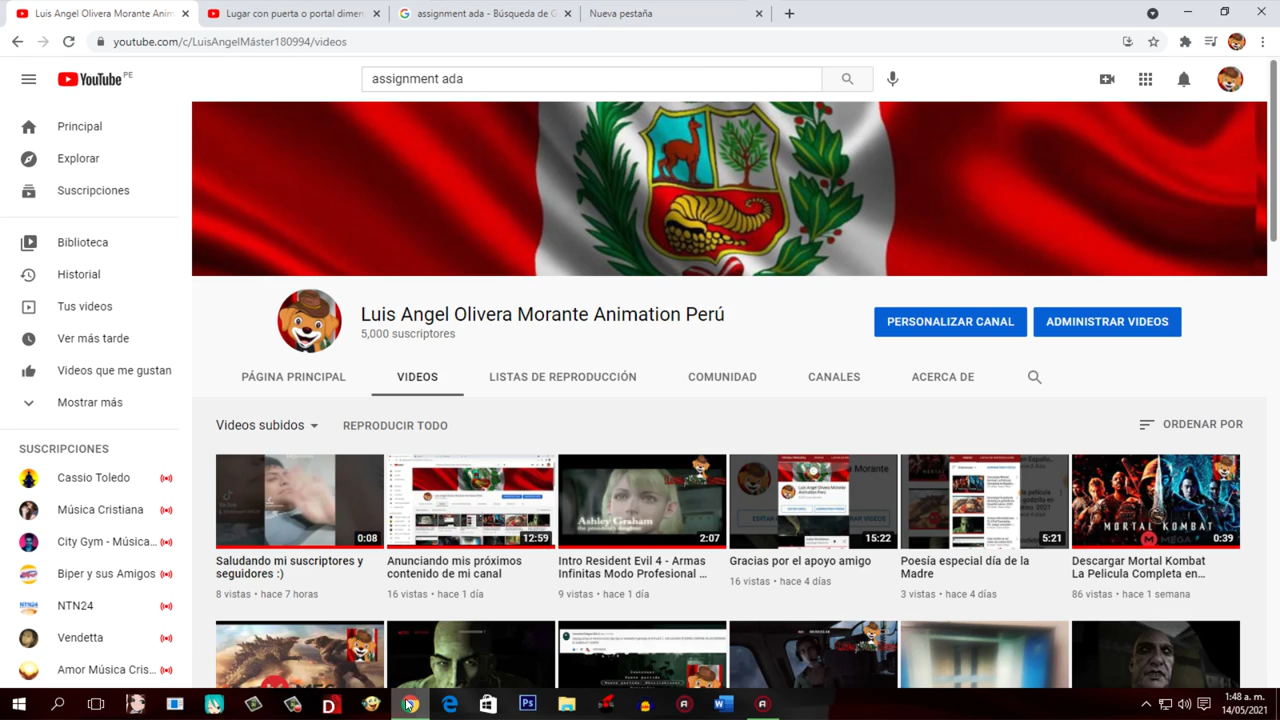 Luis Angel Olivera Morante Anim
Lugar con puerta o portal dimen
assignment ada - Búsqueda de G
Nueva pestaña
youtube.com/c/LuisAngelMáster180994/videos
YouTube PE
assignment ada
Principal
Explorar
Suscripciones
Biblioteca
Historial
Tus videos
Ver más tarde
Videos que me gustan
Mostrar más
SUSCRIPCIONES
Cassio Toledo
Música Cristiana
City Gym - Música...
Biper y sus Amigos
NTN24
Vendetta
Amor Música Cris...
Luis Angel Olivera Morante Animation Perú
5,000 suscriptores
PERSONALIZAR CANAL
ADMINISTRAR VIDEOS
PÁGINA PRINCIPAL
VIDEOS
LISTAS DE REPRODUCCIÓN
COMUNIDAD
CANALES
ACERCA DE
Videos subidos
REPRODUCIR TODO
ORDENAR POR
0:08
Saludando mi suscriptores y
seguidores :)
8 vistas • hace 7 horas
12:59
Anunciando mis próximos
contenido de mi canal
16 vistas • hace 1 día
Ashley Graham
2:07
Intro Resident Evil 4 - Armas
Infinitas Modo Profesional ...
9 vistas • hace 1 día
Morante
15:22
Gracias por el apoyo amigo
16 vistas • hace 4 días
5:21
Poesía especial día de la
Madre
3 vistas • hace 4 días
MORTAL KOMBAT
MEGA
0:39
Descargar Mortal Kombat
La Pelicula Completa en...
86 vistas • hace 1 semana
1:48 a. m.
14/05/2021